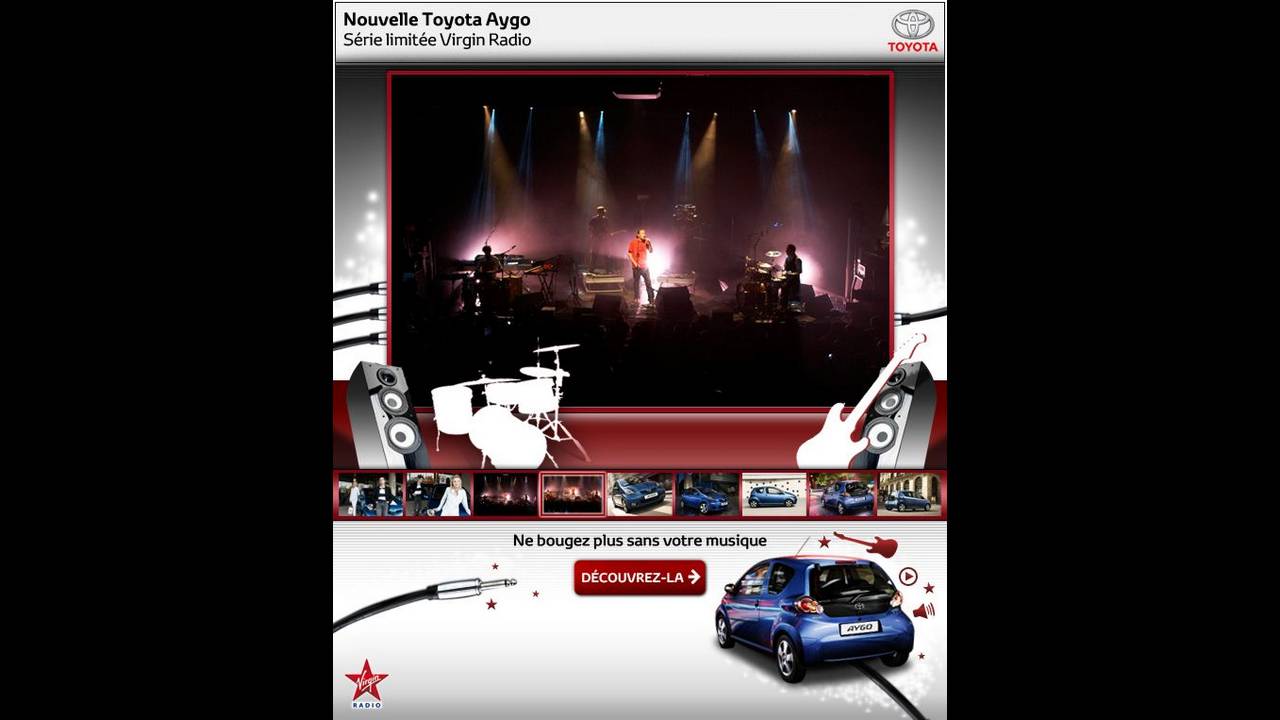 Nouvelle Toyota Aygo
Série limitée Virgin Radio
TOYOTA
Ne bougez plus sans votre musique
DÉCOUVREZ-LA
AYGO
Virgin
RADIO